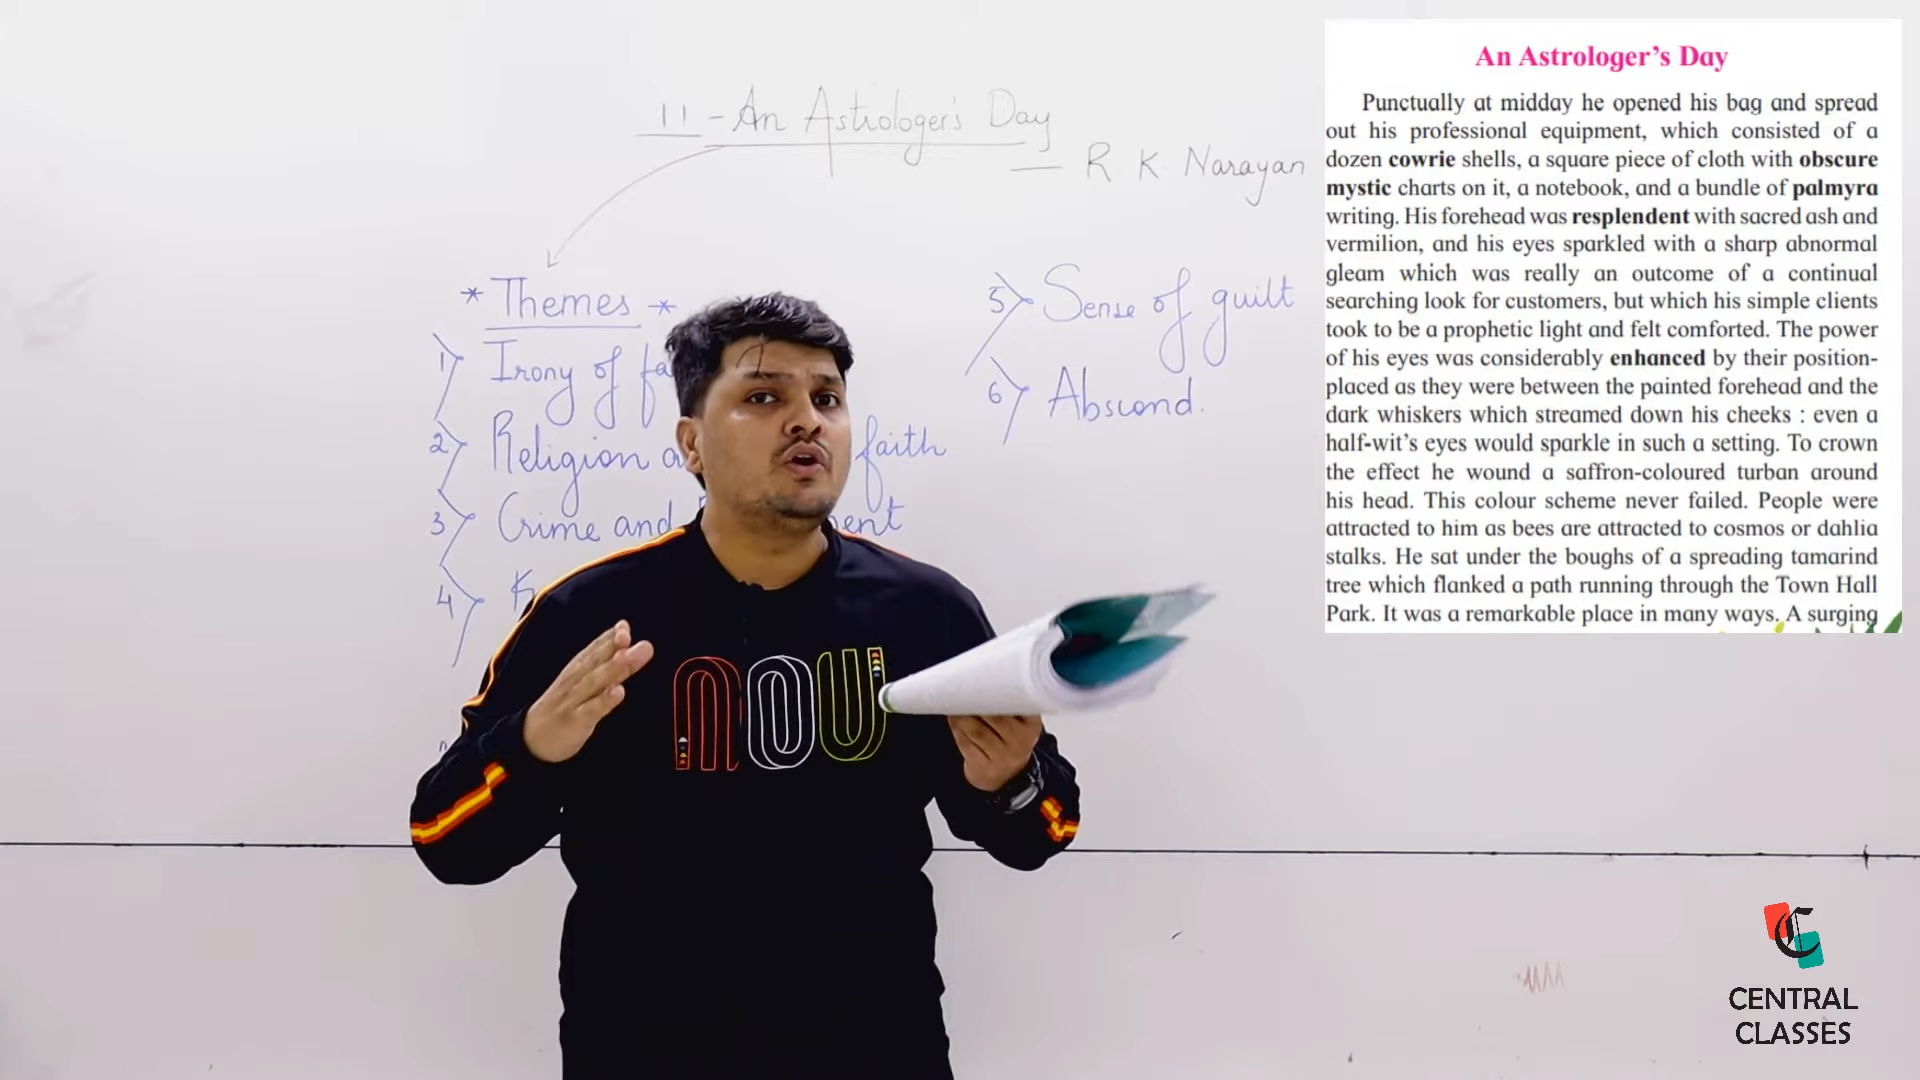 11 - An Astrologer's Day
— R. K. Narayan
* Themes *
1) Irony of
2) Religion faith
3) Crime and
4)
5) Sense of guilt
6) Abscond.
nou
An Astrologer's Day
Punctually at midday he opened his bag and spread
out his professional equipment, which consisted of a
dozen cowrie shells, a square piece of cloth with obscure
mystic charts on it, a notebook, and a bundle of palmyra
writing. His forehead was resplendent with sacred ash and
vermilion, and his eyes sparkled with a sharp abnormal
gleam which was really an outcome of a continual
searching look for customers, but which his simple clients
took to be a prophetic light and felt comforted. The power
of his eyes was considerably enhanced by their position-
placed as they were between the painted forehead and the
dark whiskers which streamed down his cheeks : even a
half-wit's eyes would sparkle in such a setting. To crown
the effect he wound a saffron-coloured turban around
his head. This colour scheme never failed. People were
attracted to him as bees are attracted to cosmos or dahlia
stalks. He sat under the boughs of a spreading tamarind
tree which flanked a path running through the Town Hall
Park. It was a remarkable place in many ways. A surging
CENTRAL
CLASSES